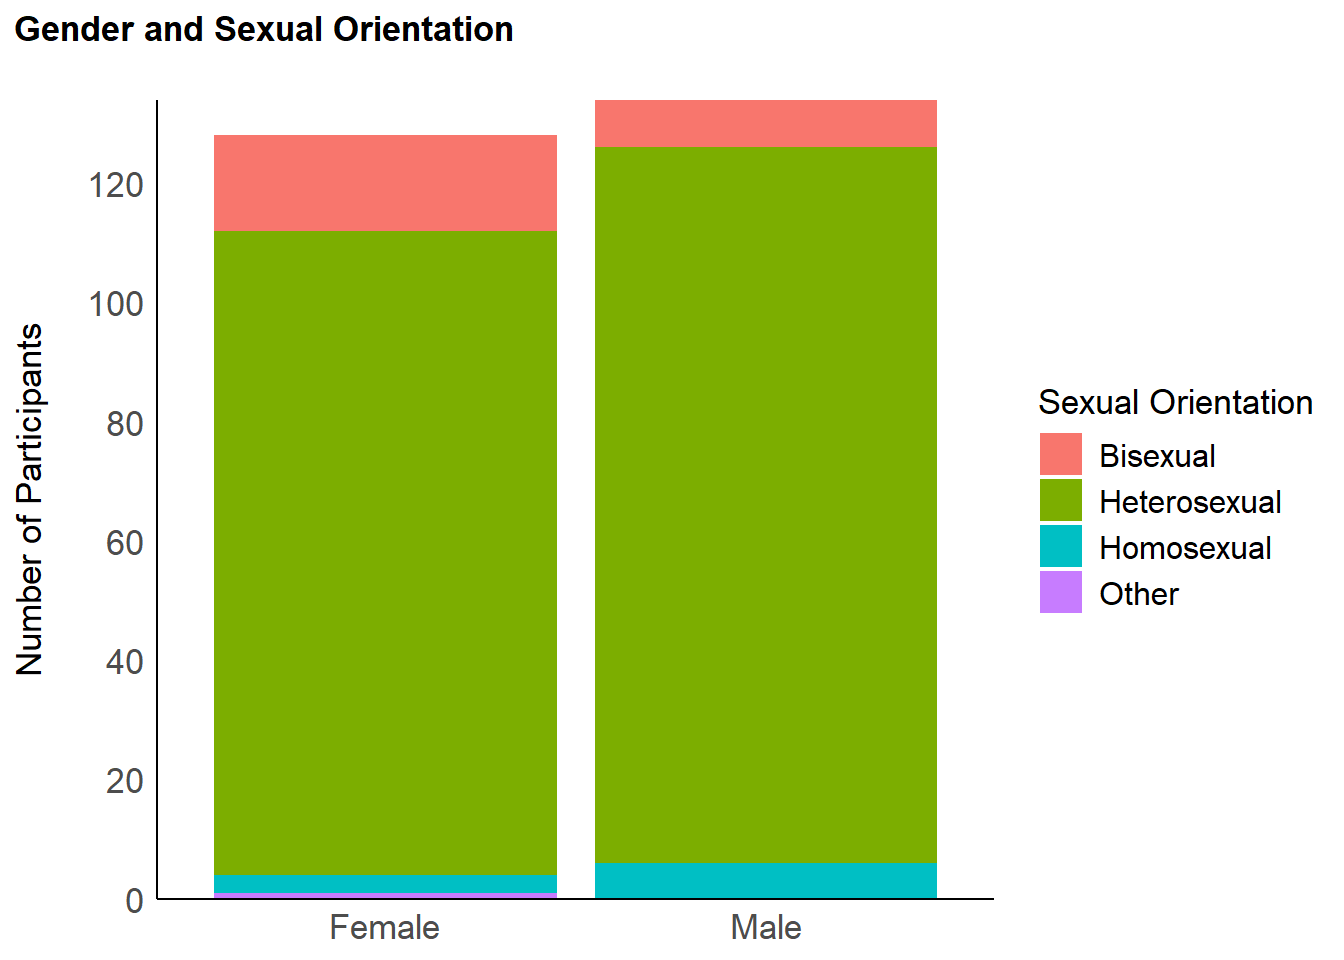 Gender and Sexual Orientation
Number of Participants
120
100
80
60
40
20
0
Female
Male
Sexual Orientation
Bisexual
Heterosexual
Homosexual
Other